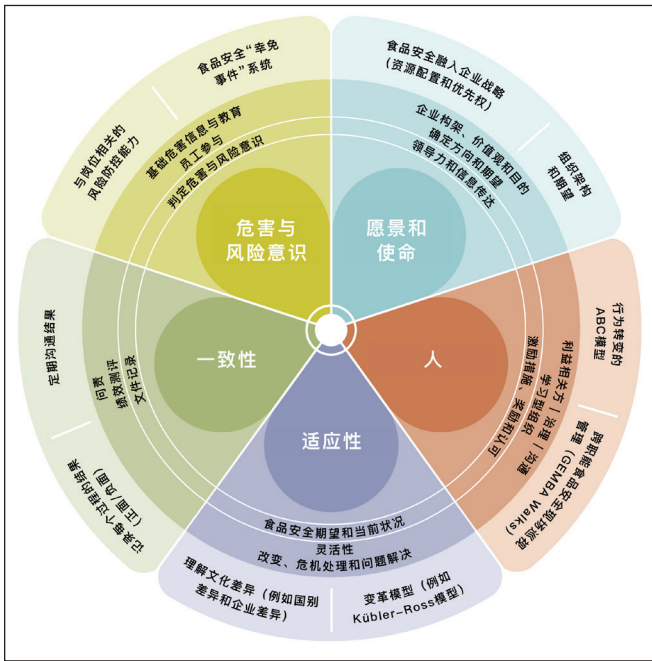 食品安全“幸免
事件”系统
与岗位相关的
风险防控能力
基础危害信息与教育
员工参与
判定危害与风险意识
危害与
风险意识
食品安全融入企业战略
(资源配置和优先权)
组织架构
和期望
企业构架、价值观和目的
确定方向和期望
领导力和信息传达
愿景和
使命
行为转变的
ABC模型
跨职能食品安全现场巡视
管理（GEMBA Walks)
利益相关方 | 治理 | 沟通
学习型组织
激励措施、奖励和认可
人
适应性
食品安全期望和当前状况
灵活性
改变、危机处理和问题解决
理解文化差异（例如国别
差异和企业差异）
变革模型（例如
Kübler-Ross模型）
一致性
问责
绩效测评
文件记录
定期沟通结果
记录每个过程的结果
(正面/负面)